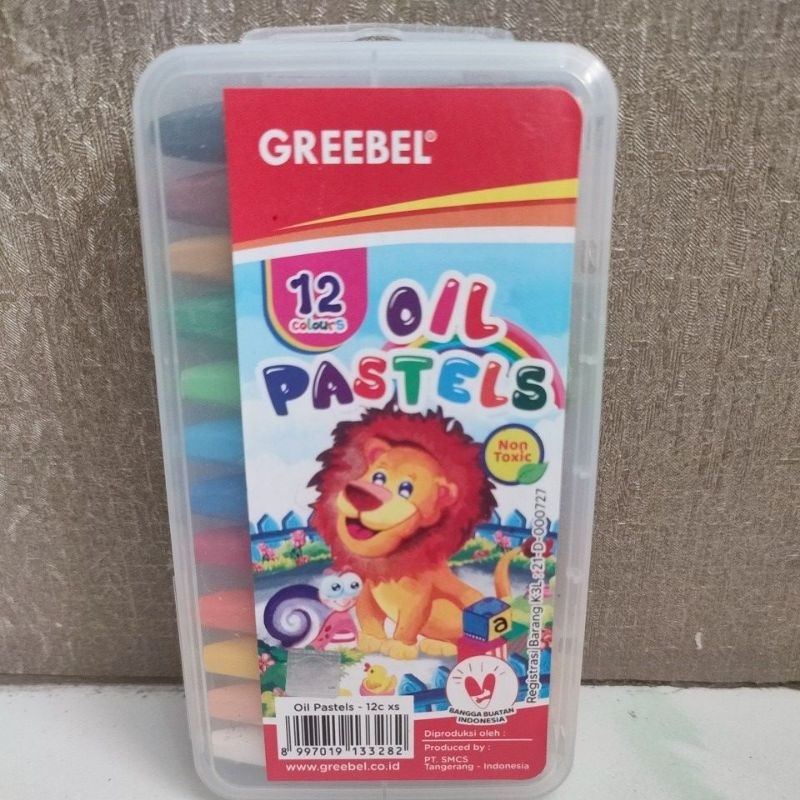 GREEBEL®
12
colours
OIL
PASTELS
Non
Toxic
Registrasi Barang K3L : 21-D-000727
a
BANGGA BUATAN
INDONESIA
Oil Pastels - 12c xs
8 997019 133282
www.greebel.co.id
Diproduksi oleh :
Produced by :
PT. SMCS
Tangerang - Indonesia